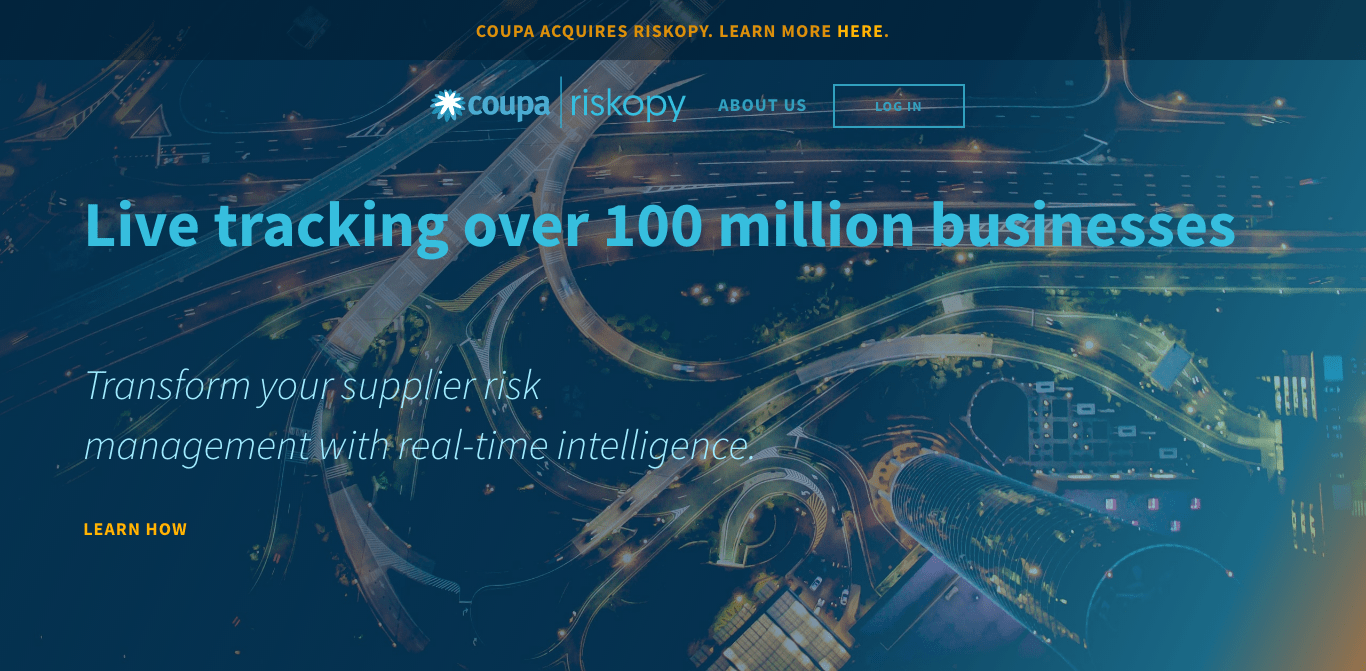 COUPA ACQUIRES RISKOPY. LEARN MORE HERE.
coupa riskopy ABOUT US LOG IN
Live tracking over 100 million businesses
Transform your supplier risk
management with real-time intelligence.
LEARN HOW